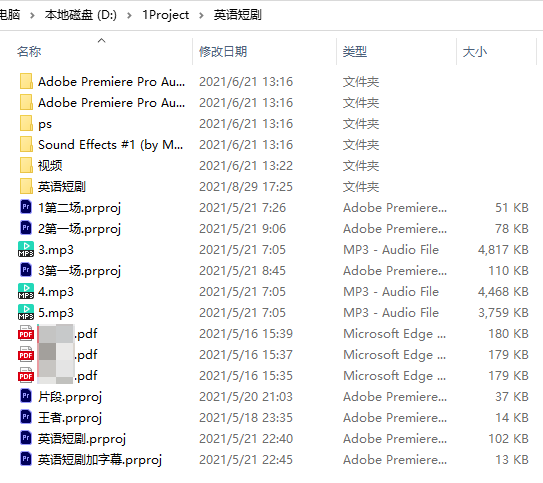 电脑 > 本地磁盘 (D:) > 1Project > 英语短剧
名称 修改日期 类型 大小
Adobe Premiere Pro Au... 2021/6/21 13:16 文件夹
Adobe Premiere Pro Au... 2021/6/21 13:16 文件夹
ps 2021/6/21 13:16 文件夹
Sound Effects #1 (by M... 2021/6/21 13:16 文件夹
视频 2021/6/21 13:22 文件夹
英语短剧 2021/8/29 17:25 文件夹
Pr 1第二场.prproj 2021/5/21 7:26 Adobe Premiere... 51 KB
Pr 2第一场.prproj 2021/5/21 9:06 Adobe Premiere... 78 KB
MP3 3.mp3 2021/5/21 7:05 MP3 - Audio File 4,817 KB
Pr 3第一场.prproj 2021/5/21 8:45 Adobe Premiere... 110 KB
MP3 4.mp3 2021/5/21 7:05 MP3 - Audio File 4,468 KB
MP3 5.mp3 2021/5/21 7:05 MP3 - Audio File 3,759 KB
PDF .pdf 2021/5/16 15:39 Microsoft Edge ... 180 KB
PDF .pdf 2021/5/16 15:37 Microsoft Edge ... 179 KB
PDF .pdf 2021/5/16 15:35 Microsoft Edge ... 179 KB
Pr 片段.prproj 2021/5/20 21:03 Adobe Premiere... 37 KB
Pr 王者.prproj 2021/5/18 23:35 Adobe Premiere... 14 KB
Pr 英语短剧.prproj 2021/5/21 22:40 Adobe Premiere... 102 KB
Pr 英语短剧加字幕.prproj 2021/5/21 22:45 Adobe Premiere... 13 KB